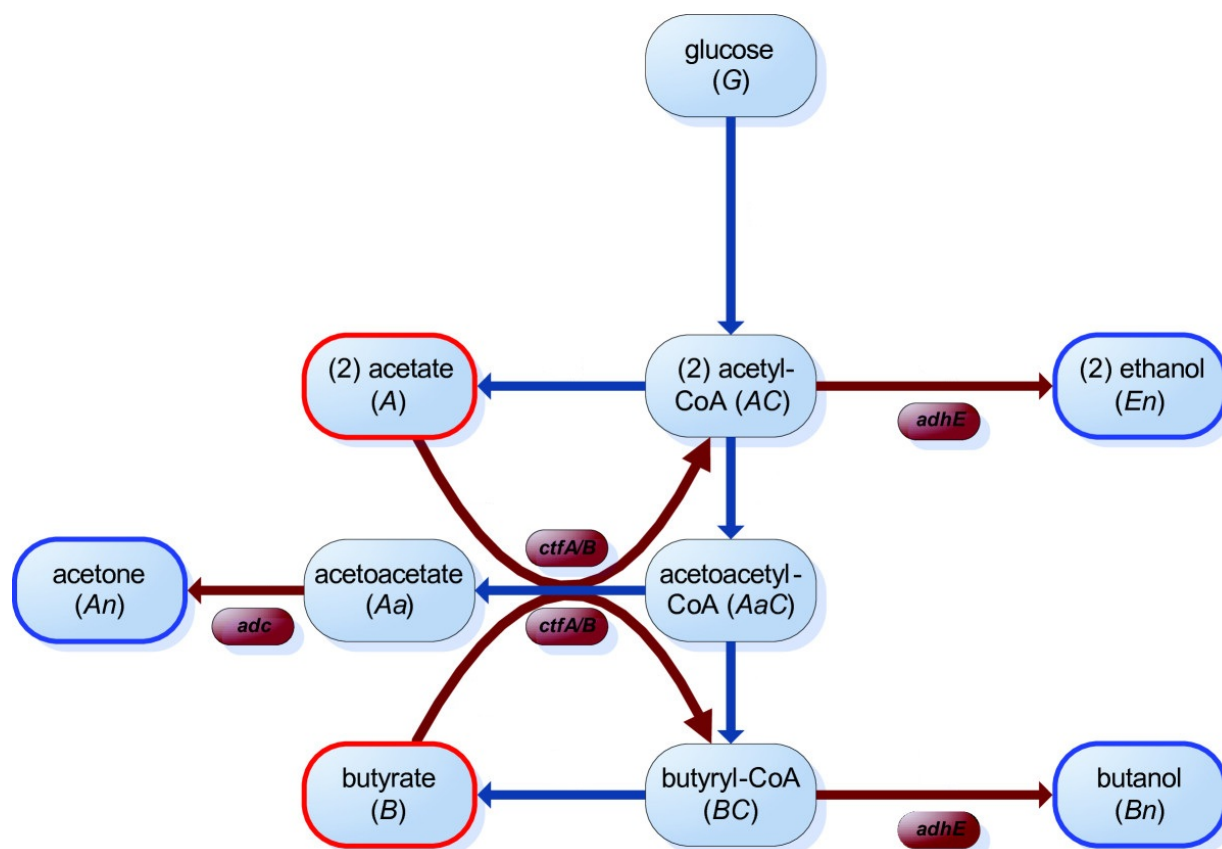 glucose
(G)
(2) acetate
(A)
(2) acetyl-
CoA (AC)
(2) ethanol
(En)
adhE
ctfA/B
acetone
(An)
acetoacetate
(Aa)
acetoacetyl-
CoA (AaC)
adc
ctfA/B
butyrate
(B)
butyryl-CoA
(BC)
butanol
(Bn)
adhE